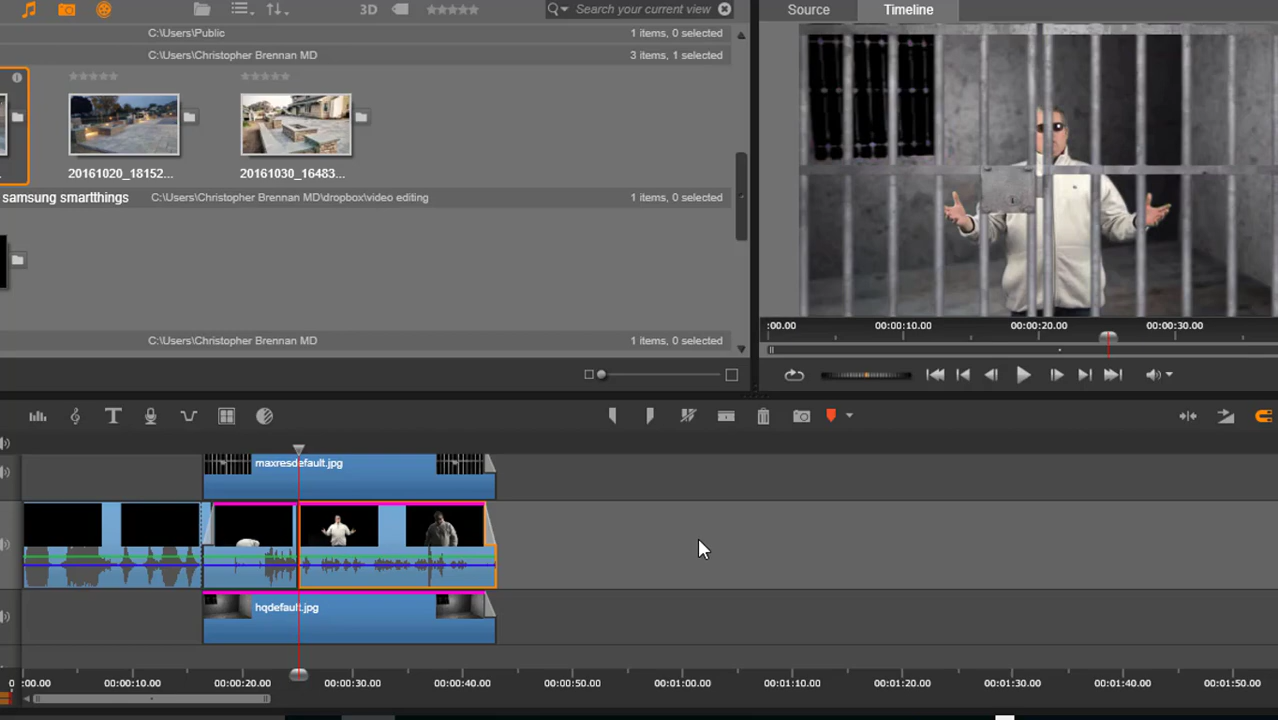 3D
Search your current view
Source
Timeline
C:\Users\Public
1 items, 0 selected
C:\Users\Christopher Brennan MD
3 items, 1 selected
20161020_18152...
20161030_16483...
samsung smartthings
C:\Users\Christopher Brennan MD\dropbox\video editing
1 items, 0 selected
C:\Users\Christopher Brennan MD
1 items, 0 selected
:00.00 00:00:10.00 00:00:20.00 00:00:30.00
T
maxresdefault.jpg
hqdefault.jpg
0 :00.00 00:00:10.00 00:00:20.00 00:00:30.00 00:00:40.00 00:00:50.00 00:01:00.00 00:01:10.00 00:01:20.00 00:01:30.00 00:01:40.00 00:01:50.00